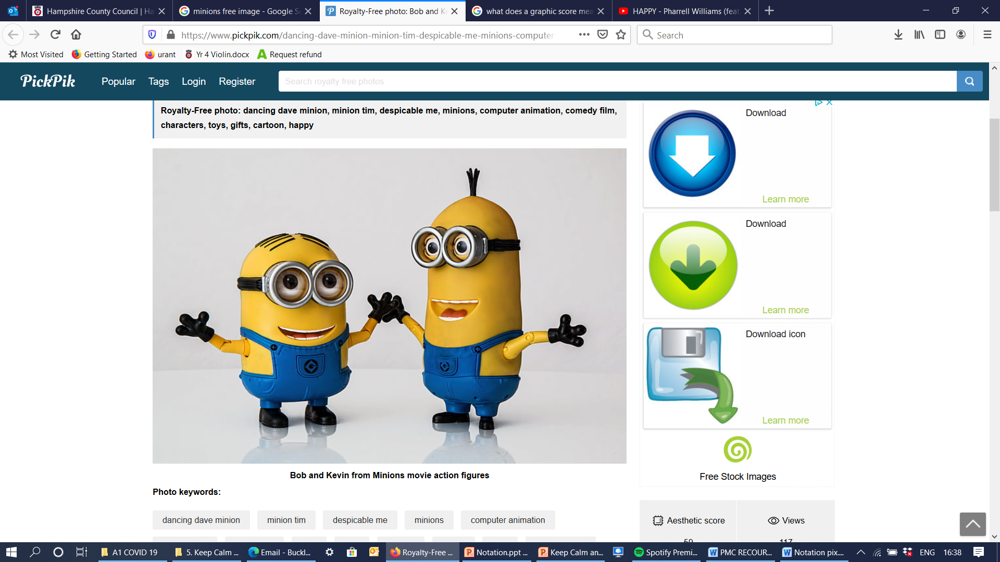 Hampshire County Council | Ha
minions free image - Google Se
Royalty-Free photo: Bob and Ke
what does a graphic score mea
HAPPY - Pharrell Williams (feat
https://www.pickpik.com/dancing-dave-minion-minion-tim-despicable-me-minions-computer
Search
Most Visited
Getting Started
urant
Yr 4 Violin.docx
Request refund
PickPik
Popular
Tags
Login
Register
Search royalty free photos
Royalty-Free photo: dancing dave minion, minion tim, despicable me, minions, computer animation, comedy film,
characters, toys, gifts, cartoon, happy
Download
Learn more
Download
Learn more
Download icon
Learn more
Free Stock Images
Bob and Kevin from Minions movie action figures
Photo keywords:
dancing dave minion
minion tim
despicable me
minions
computer animation
Aesthetic score
Views
59
117
A1 COVID 19
5. Keep Calm ...
Email - Buckl...
Royalty-Free ...
Notation.ppt ...
Keep Calm an...
Spotify Premi...
PMC RECOUR...
Notation pix....
ENG
16:38